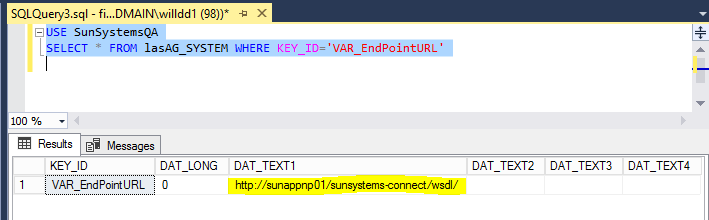 SQLQuery3.sql - fi...DMAIN\willdd1 (98))*
USE SunSystemsQA
SELECT * FROM lasAG_SYSTEM WHERE KEY_ID='VAR_EndPointURL'
100 %
Results Messages
KEY_ID DAT_LONG DAT_TEXT1 DAT_TEXT2 DAT_TEXT3 DAT_TEXT4
1 VAR_EndPointURL 0 http://sunappnp01/sunsystems-connect/wsdl/